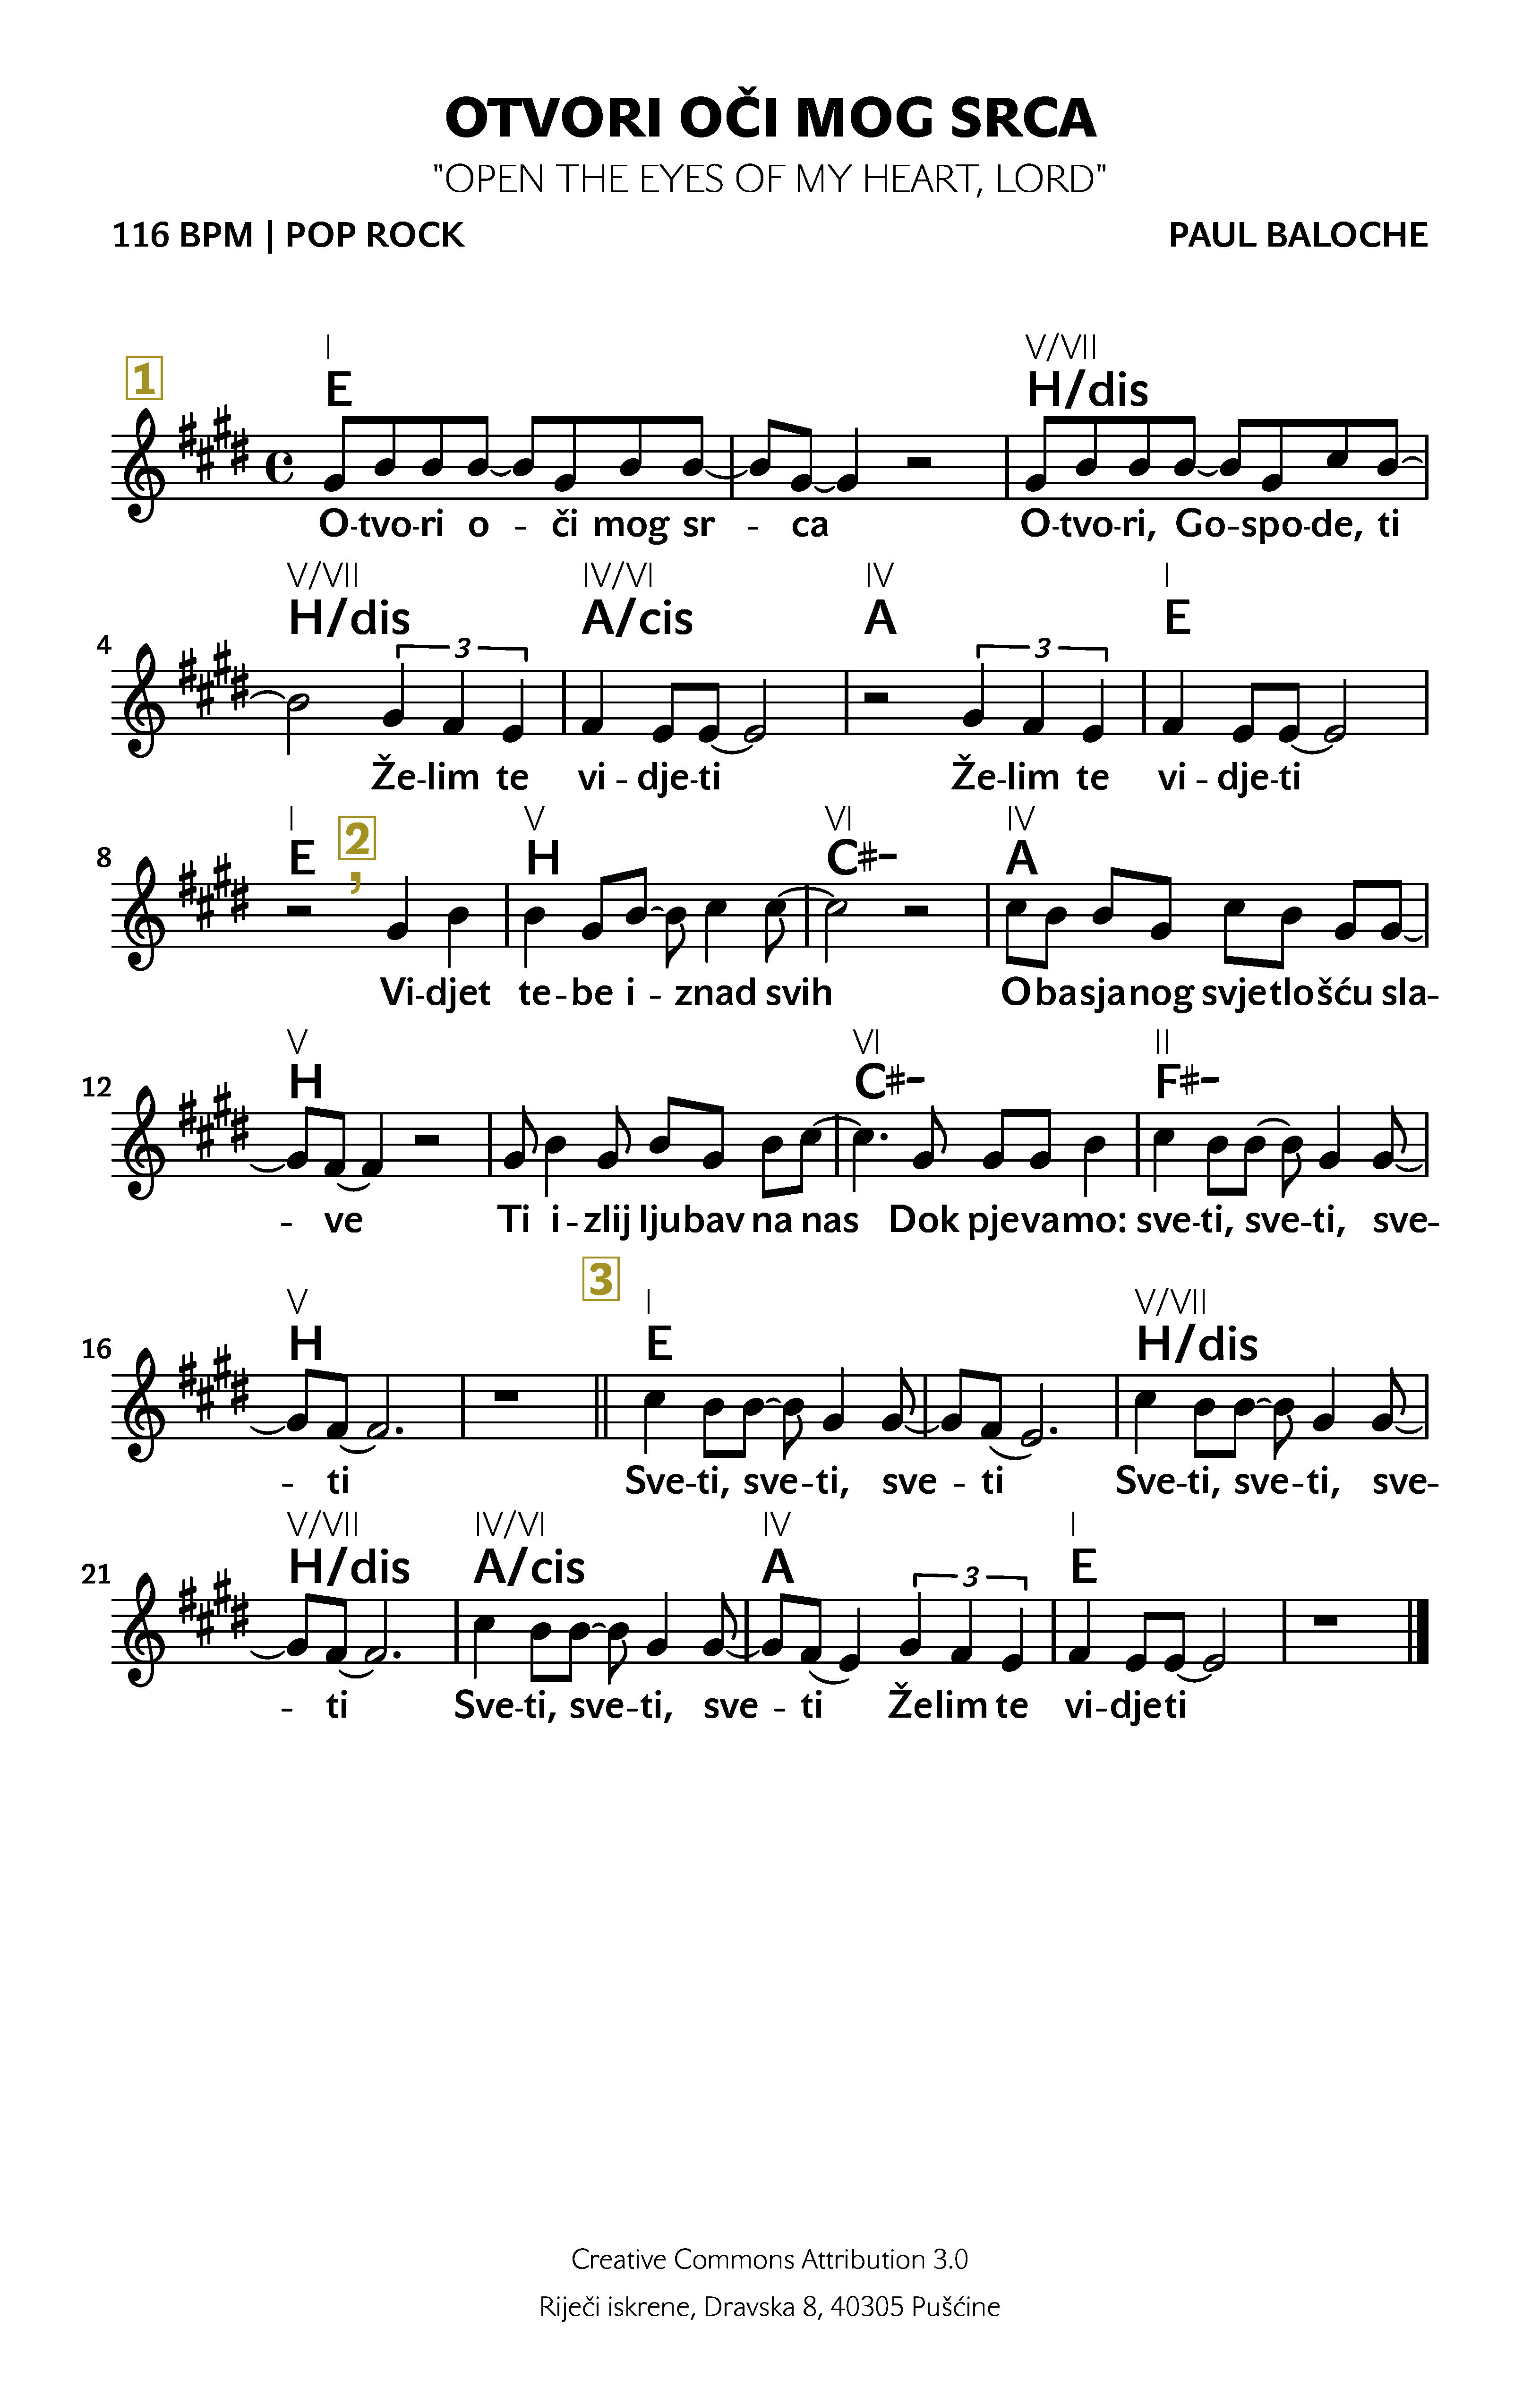 OTVORI OČI MOG SRCA
"OPEN THE EYES OF MY HEART, LORD"
116 BPM | POP ROCK PAUL BALOCHE
I V/VII
1 E H/dis
O-tvo-ri o - či mog sr - ca O-tvo-ri, Go-spo-de, ti
V/VII IV/VI IV I
H/dis A/cis A E
4 3 3
Že-lim te vi-dje-ti Že-lim te vi-dje-ti
I V VI IV
8 E 2 , H C♯– A
Vi-djet te-be i - znad svih Obasjanog svjetlošću sla-
V VI II
12 H C♯– F♯–
- ve Ti i-zlij ljubav na nas Dok pjevamo: sve-ti, sve-ti, sve-
3
V I V/VII
16 H E H/dis
- ti Sve-ti, sve-ti, sve - ti Sve-ti, sve-ti, sve-
V/VII IV/VI IV I
21 H/dis A/cis A 3 E
- ti Sve-ti, sve-ti, sve - ti Želim te vi-djeti
Creative Commons Attribution 3.0
Riječi iskrene, Dravska 8, 40305 Pušćine